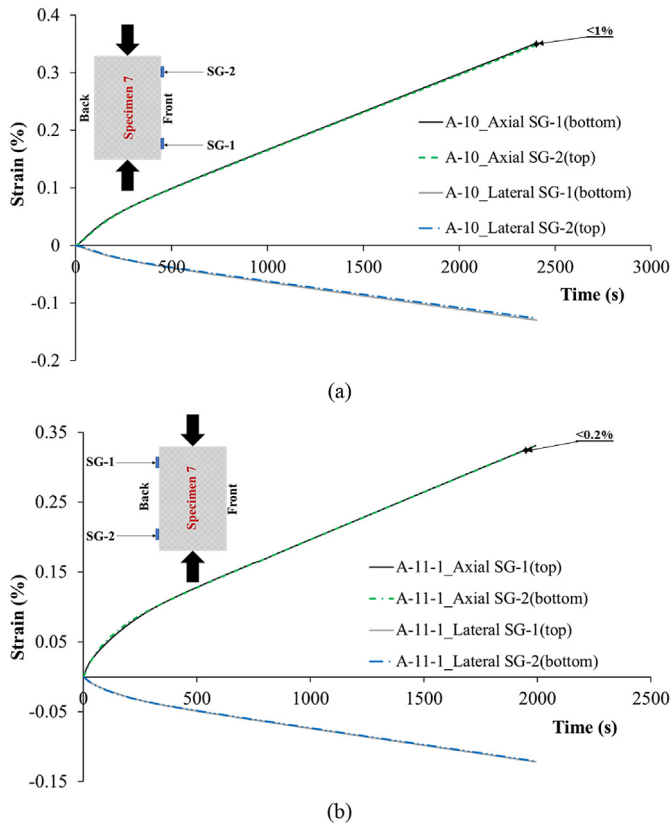 0.4
<1%
0.3
SG-2
Back
Specimen 7
Front
SG-1
Strain (%)
0.2
A-10_Axial SG-1(bottom)
A-10_Axial SG-2(top)
0.1
A-10_Lateral SG-1(bottom)
A-10_Lateral SG-2(top)
0
0 500 1000 1500 2000 2500 3000
-0.1
Time (s)
-0.2
(a)
0.35
<0.2%
SG-1
Back
Specimen 7
Front
0.25
SG-2
Strain (%)
0.15
A-11-1_Axial SG-1(top)
A-11-1_Axial SG-2(bottom)
0.05
A-11-1_Lateral SG-1(top)
A-11-1_Lateral SG-2(bottom)
0 500 1000 1500 2000 2500
-0.05
Time (s)
-0.15
(b)